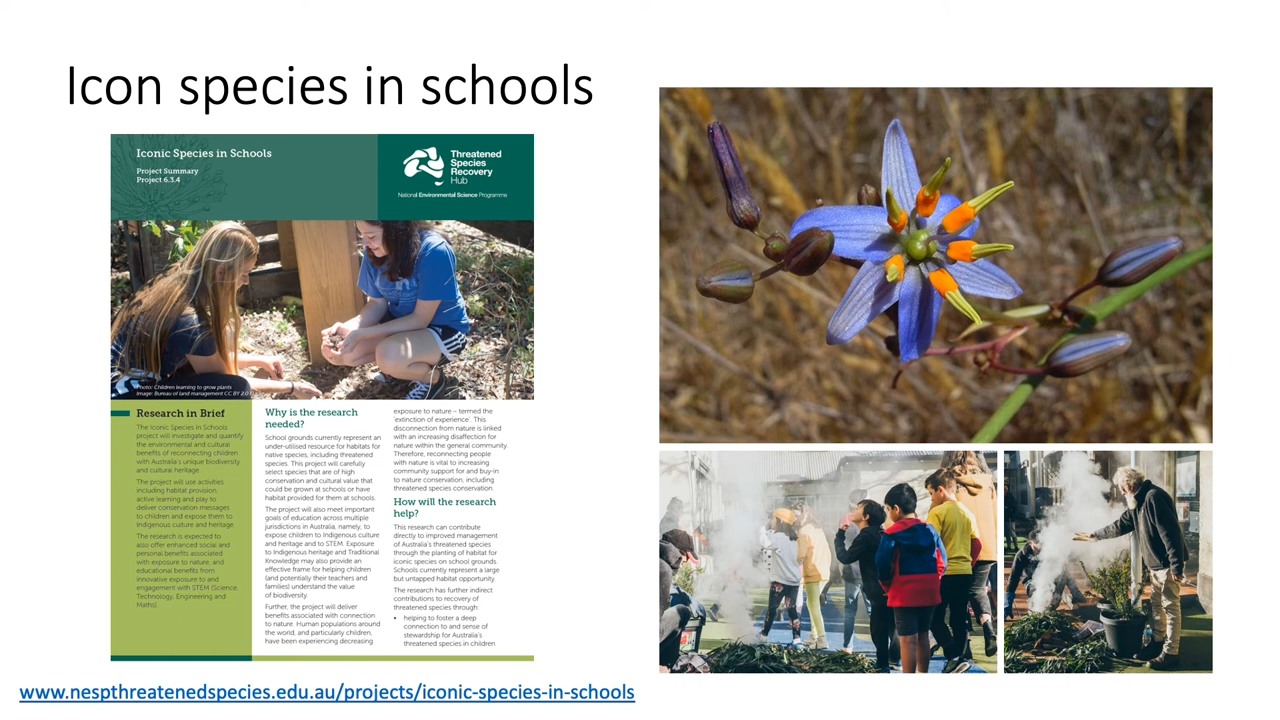 Icon species in schools
Iconic Species in Schools
Project Summary
Project 6.3.4
Threatened
Species
Recovery
Hub
National Environmental Science Programme
Photo: Children learning to grow plants
Image: Bureau of land management CC BY 2.0
Research in Brief
The Iconic Species In Schools
project will investigate and quantify
the environmental and cultural
benefits of reconnecting children
with Australia's unique biodiversity
and cultural heritage.
The project will use activities
including habitat provision,
active learning and play to
deliver conservation messages
to children and expose them to
Indigenous culture and heritage.
The research is expected to
also offer enhanced social and
personal benefits associated
with exposure to nature, and
educational benefits from
innovative exposure to and
engagement with STEM (Science,
Technology, Engineering and
Maths).
Why is the research
needed?
School grounds currently represent an
under-utilised resource for habitats for
native species, including threatened
species. This project will carefully
select species that are of high
conservation and cultural value that
could be grown at schools or have
habitat provided for them at schools.
The project will also meet important
goals of education across multiple
jurisdictions in Australia, namely, to
expose children to Indigenous culture
and heritage and to STEM. Exposure
to Indigenous heritage and Traditional
Knowledge may also provide an
effective frame for helping children
(and potentially their teachers and
families) understand the value
of biodiversity.
Further, the project will deliver
benefits associated with connection
to nature. Human populations around
the world, and particularly children,
have been experiencing decreasing
exposure to nature – termed the
'extinction of experience'. This
disconnection from nature is linked
with an increasing disaffection for
nature within the general community.
Therefore, reconnecting people
with nature is vital to increasing
community support for and buy-in
to nature conservation, including
threatened species conservation.
How will the research
help?
This research can contribute
directly to improved management
of Australia's threatened species
through the planting of habitat for
iconic species on school grounds.
Schools currently represent a large
but untapped habitat opportunity.
The research has further indirect
contributions to recovery of
threatened species through:
• helping to foster a deep
connection to and sense of
stewardship for Australia's
threatened species in children
www.nespthreatenedspecies.edu.au/projects/iconic-species-in-schools